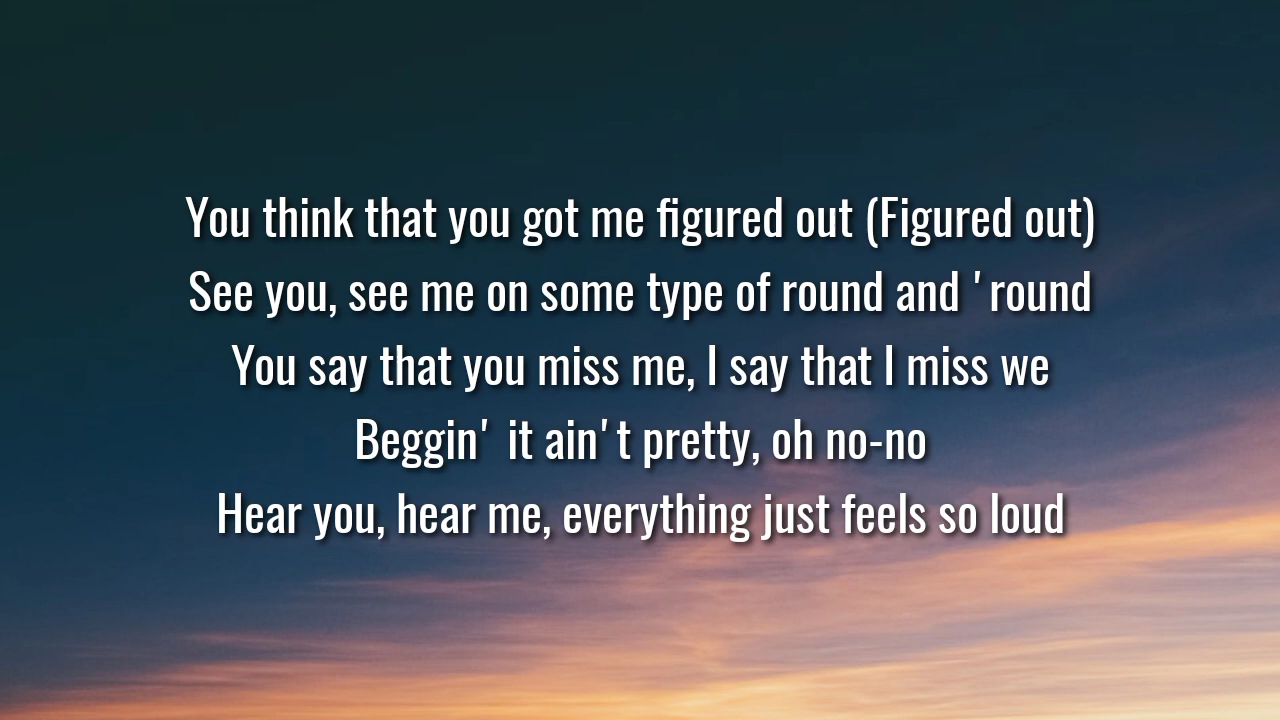 You think that you got me figured out (Figured out)
See you, see me on some type of round and 'round
You say that you miss me, I say that I miss we
Beggin' it ain't pretty, oh no-no
Hear you, hear me, everything just feels so loud